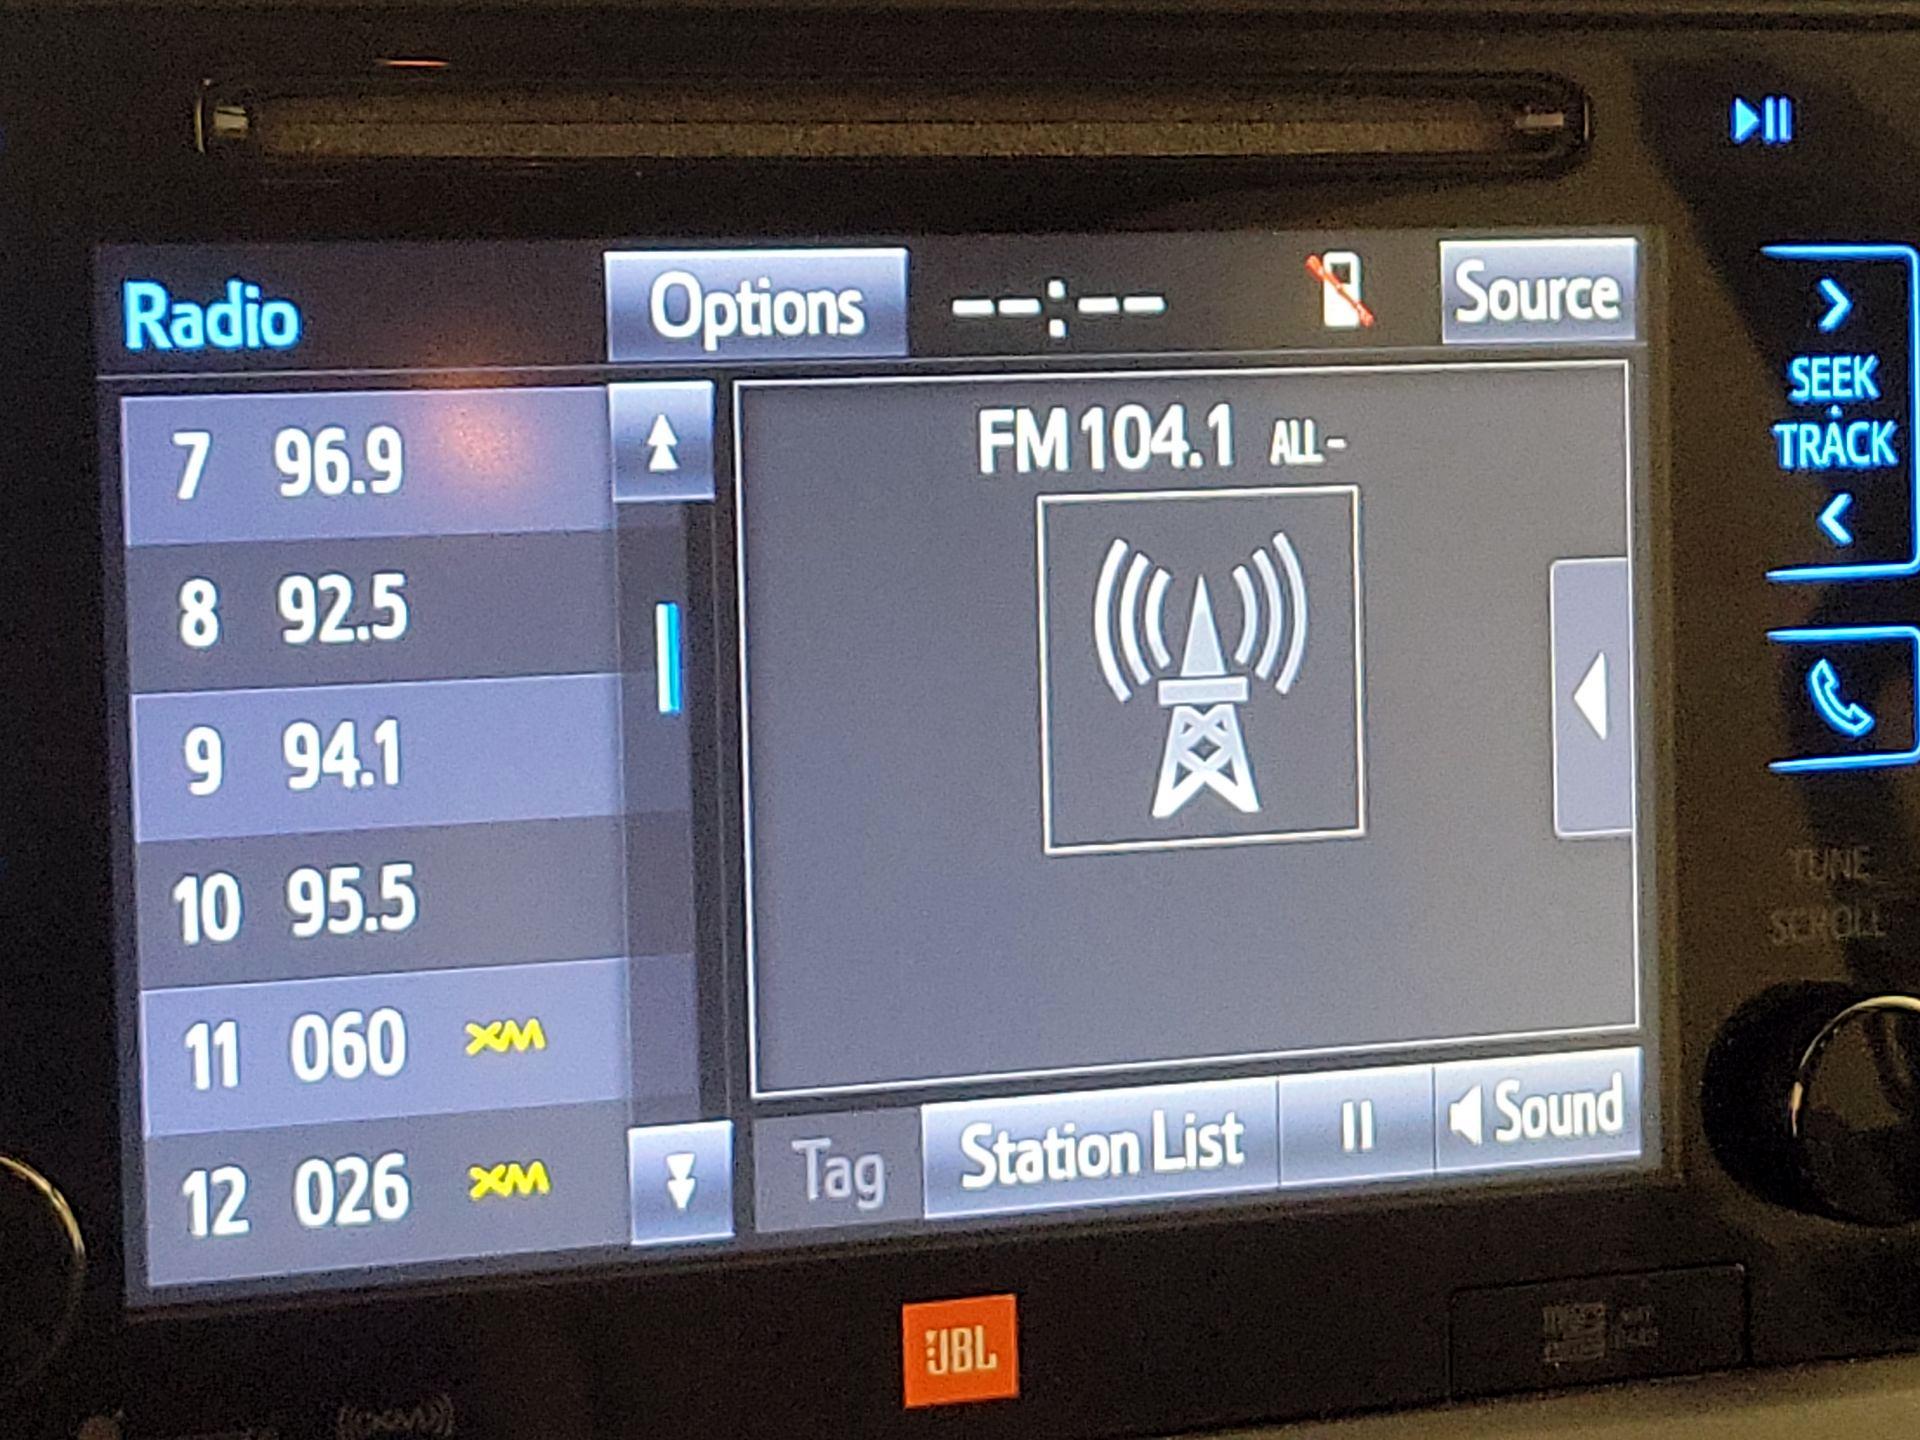 Radio
Options
--:--
Source
7 96.9
8 92.5
9 94.1
10 95.5
11 060 XM
12 026 XM
FM 104.1 ALL-
Tag
Station List
Sound
SEEK
TRACK
TUNE
SCROLL
JBL